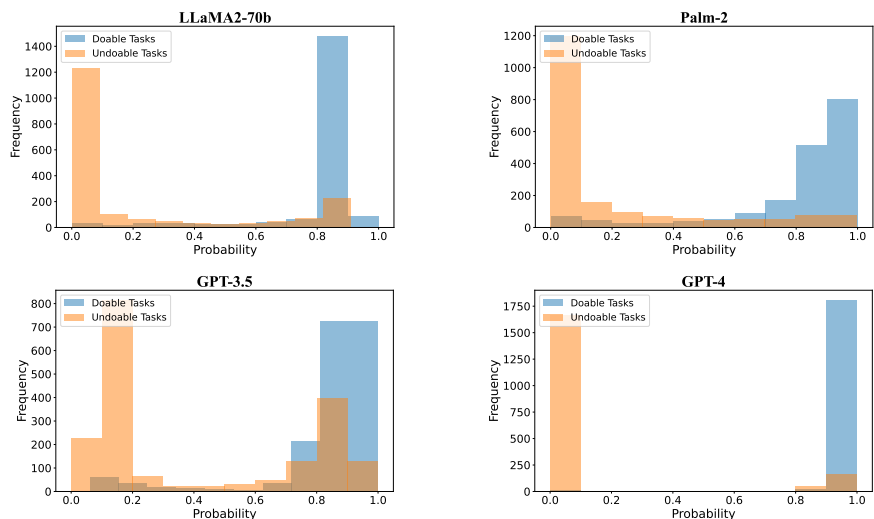 LLaMA2-70b
Doable Tasks
Undoable Tasks
Frequency
1400
1200
1000
800
600
400
200
0
0.0 0.2 0.4 0.6 0.8 1.0
Probability
Palm-2
Doable Tasks
Undoable Tasks
Frequency
1200
1000
800
600
400
200
0
0.0 0.2 0.4 0.6 0.8 1.0
Probability
GPT-3.5
Doable Tasks
Undoable Tasks
Frequency
800
700
600
500
400
300
200
100
0
0.0 0.2 0.4 0.6 0.8 1.0
Probability
GPT-4
Doable Tasks
Undoable Tasks
Frequency
1750
1500
1250
1000
750
500
250
0
0.0 0.2 0.4 0.6 0.8 1.0
Probability